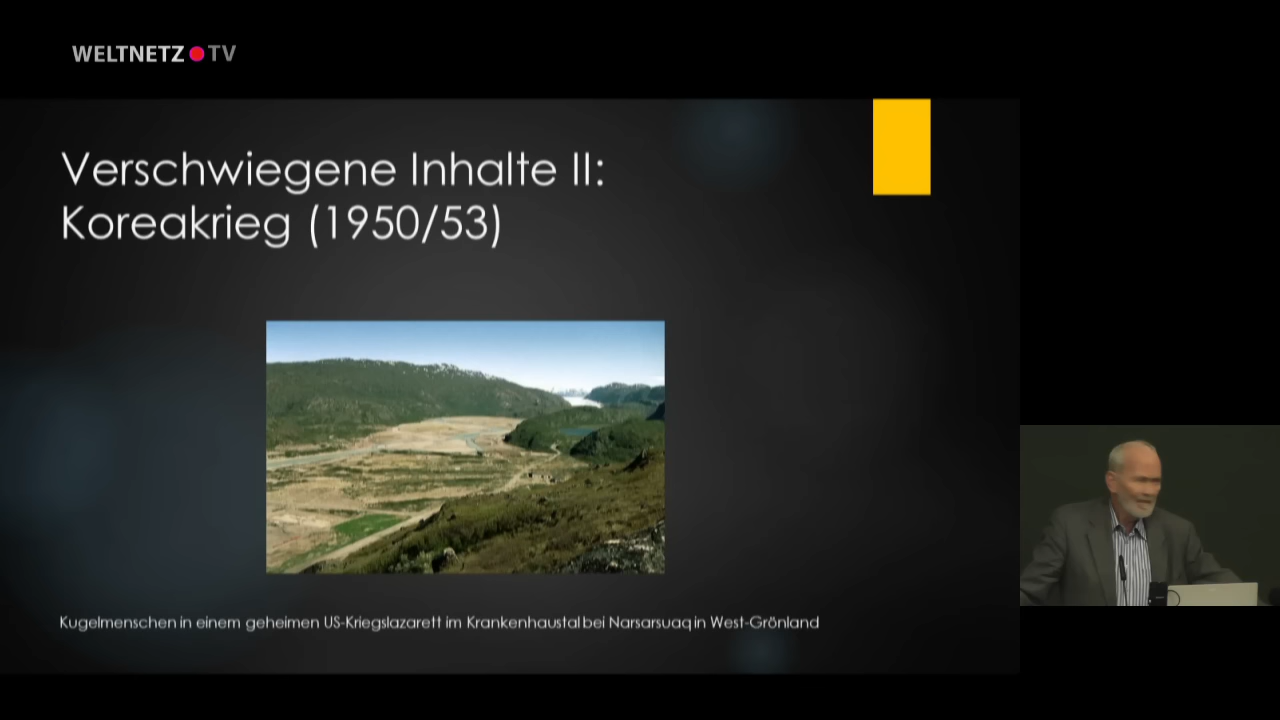 WELTNETZ TV
Verschwiegene Inhalte II:
Koreakrieg (1950/53)
Kugelmenschen in einem geheimen US-Kriegslazarett im Krankenhaustal bei Narsarsuaq in West-Grönland